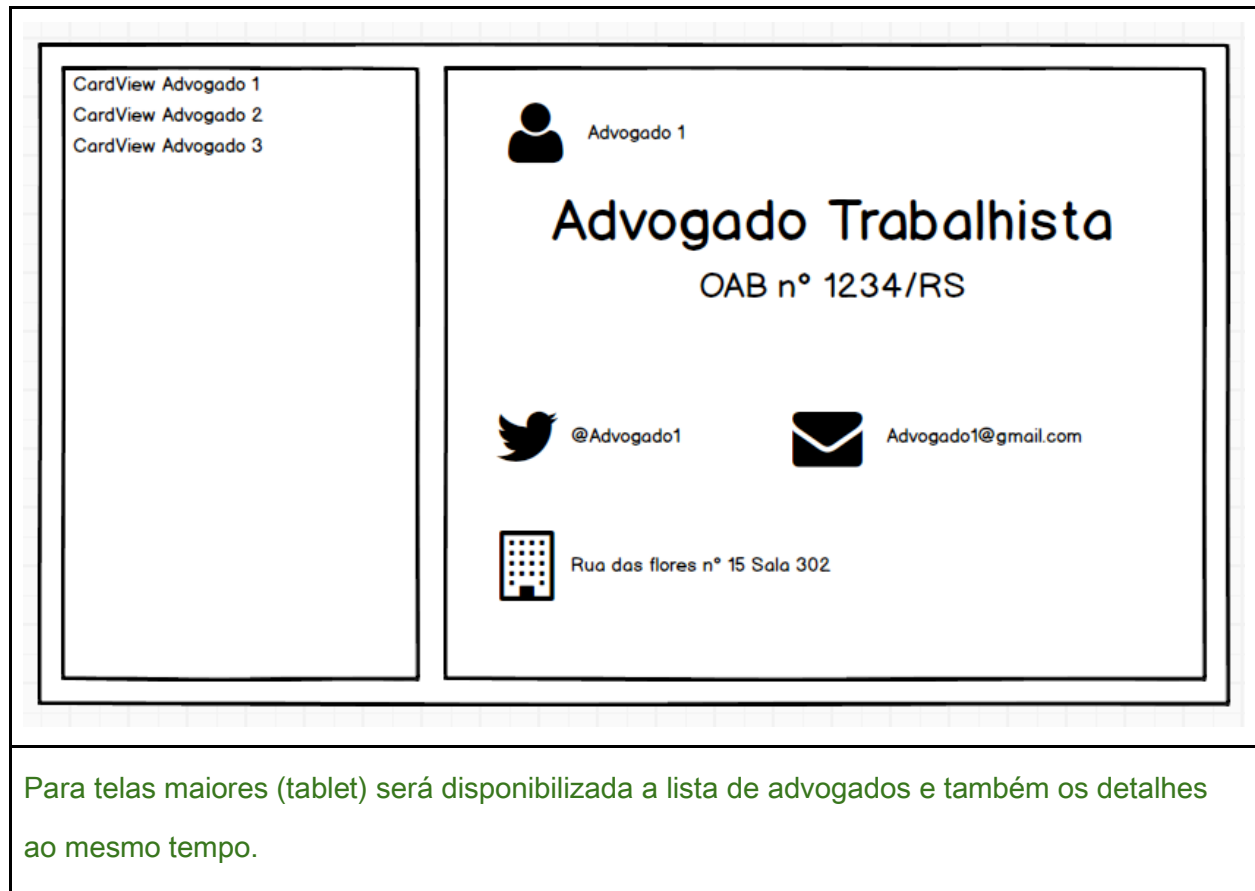 CardView Advogado 1
CardView Advogado 2
CardView Advogado 3
Advogado 1
Advogado Trabalhista
OAB nº 1234/RS
@Advogado1
Advogado1@gmail.com
Rua das flores nº 15 Sala 302
Para telas maiores (tablet) será disponibilizada a lista de advogados e também os detalhes
ao mesmo tempo.